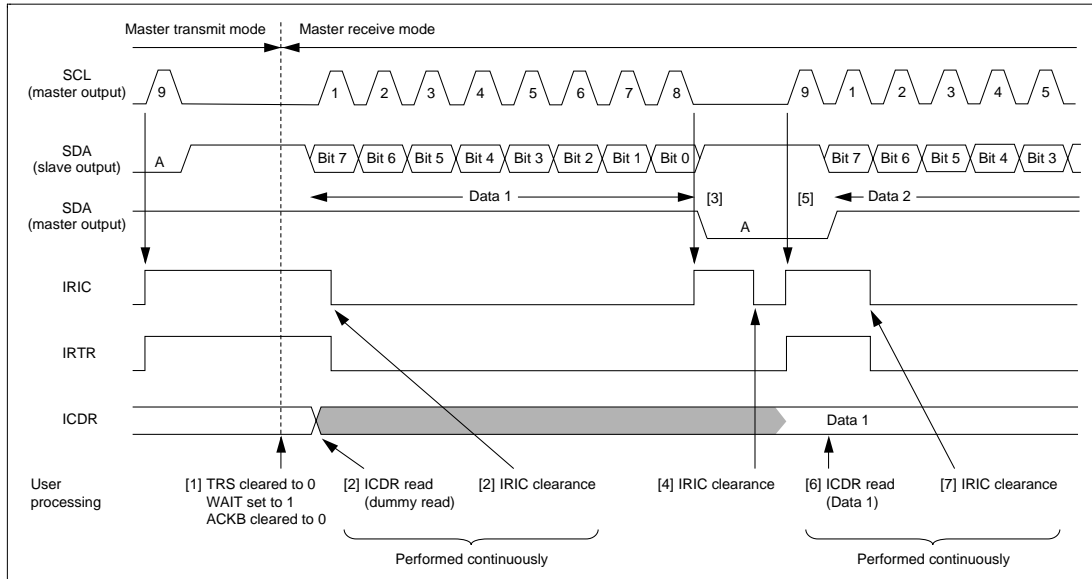 Master transmit mode Master receive mode
SCL
(master output)
9 1 2 3 4 5 6 7 8 9 1 2 3 4 5
SDA
(slave output)
A Bit 7 Bit 6 Bit 5 Bit 4 Bit 3 Bit 2 Bit 1 Bit 0 Bit 7 Bit 6 Bit 5 Bit 4 Bit 3
Data 1 [3] [5] Data 2
SDA
(master output)
A
IRIC
IRTR
ICDR
Data 1
User
processing
[1] TRS cleared to 0
WAIT set to 1
ACKB cleared to 0
[2] ICDR read
(dummy read)
[2] IRIC clearance
[4] IRIC clearance
[6] ICDR read
(Data 1)
[7] IRIC clearance
Performed continuously
Performed continuously